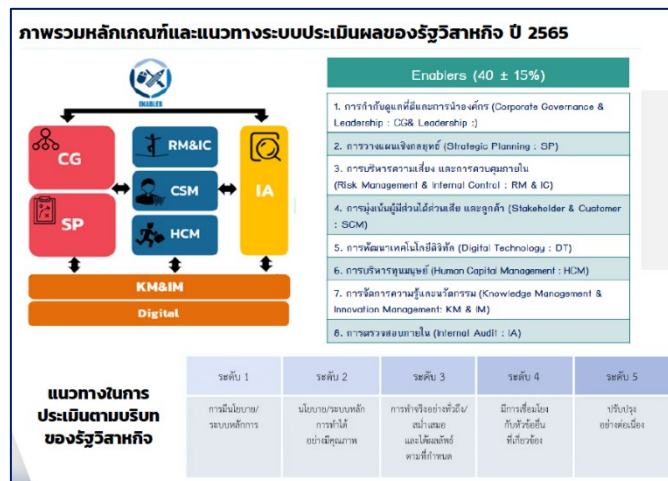 ภาพรวมหลักเกณฑ์และแนวทางระบบประเมินผลของรัฐวิสาหกิจ ปี 2565
ENABLER
CG
SP
RM&IC
CSM
HCM
IA
KM&IM
Digital
Enablers (40 ± 15%)
1. การกำกับดูแลที่ดีและการนำองค์กร (Corporate Governance &
Leadership : CG& Leadership :)
2. การวางแผนเชิงกลยุทธ์ (Strategic Planning : SP)
3. การบริหารความเสี่ยง และการควบคุมภายใน
(Risk Management & Internal Control : RM & IC)
4. การมุ่งเน้นผู้มีส่วนได้ส่วนเสีย และลูกค้า (Stakeholder & Customer
: SCM)
5. การพัฒนาเทคโนโลยีดิจิทัล (Digital Technology : DT)
6. การบริหารทุนมนุษย์ (Human Capital Management : HCM)
7. การจัดการความรู้และนวัตกรรม (Knowledge Management &
Innovation Management: KM & IM)
8. การตรวจสอบภายใน (Internal Audit : IA)
แนวทางในการ
ประเมินตามบริบท
ของรัฐวิสาหกิจ
ระดับ 1
การมีนโยบาย/
ระบบหลักการ
ระดับ 2
นโยบาย/ระบบหลัก
การทำได้
อย่างมีคุณภาพ
ระดับ 3
การทำจริงอย่างทั่วถึง/
สม่ำเสมอ
และได้ผลลัพธ์
ตามที่กำหนด
ระดับ 4
มีการเชื่อมโยง
กับหัวข้ออื่น
ที่เกี่ยวข้อง
ระดับ 5
ปรับปรุง
อย่างต่อเนื่อง